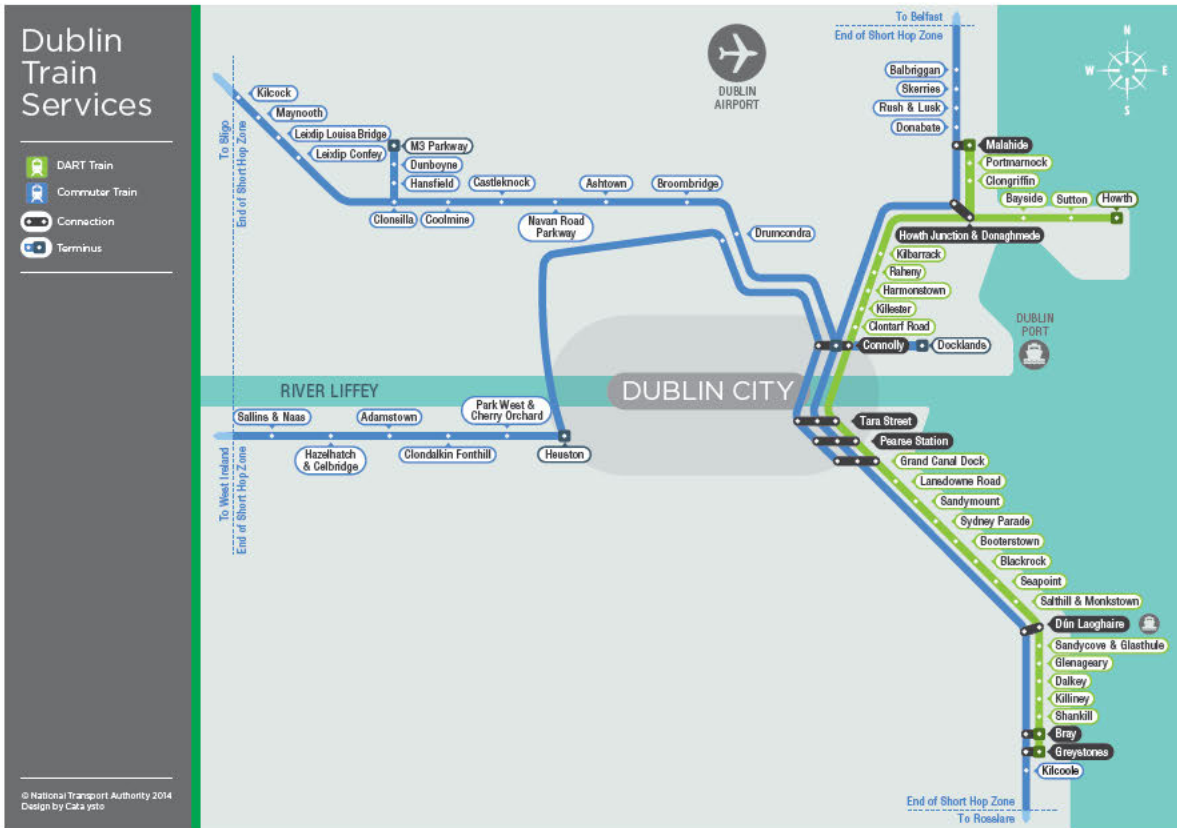 Dublin
Train
Services
DART Train
Commuter Train
Connection
Terminus
© National Transport Authority 2014
Design by Catalysto
To Sligo
End of Short Hop Zone
Kilcock
Maynooth
Leixlip Louisa Bridge
Leixlip Confey
M3 Parkway
Dunboyne
Hansfield
Clonsilla
Coolmine
Castleknock
Navan Road
Parkway
Ashtown
Broombridge
Drumcondra
DUBLIN
AIRPORT
To Belfast
End of Short Hop Zone
Balbriggan
Skerries
Rush & Lusk
Donabate
Malahide
Portmarnock
Clongriffin
Bayside
Sutton
Howth
Howth Junction & Donaghmede
Kilbarrack
Raheny
Harmonstown
Killester
Clontarf Road
Connolly
Docklands
DUBLIN
PORT
N
W
E
S
RIVER LIFFEY
DUBLIN CITY
Sallins & Naas
Hazelhatch
& Celbridge
Adamstown
Clondalkin Fonthill
Park West &
Cherry Orchard
Heuston
To West Ireland
End of Short Hop Zone
Tara Street
Pearse Station
Grand Canal Dock
Lansdowne Road
Sandymount
Sydney Parade
Booterstown
Blackrock
Seapoint
Salthill & Monkstown
Dún Laoghaire
Sandycove & Glasthule
Glenageary
Dalkey
Killiney
Shankill
Bray
Greystones
Kilcoole
End of Short Hop Zone
To Rosslare